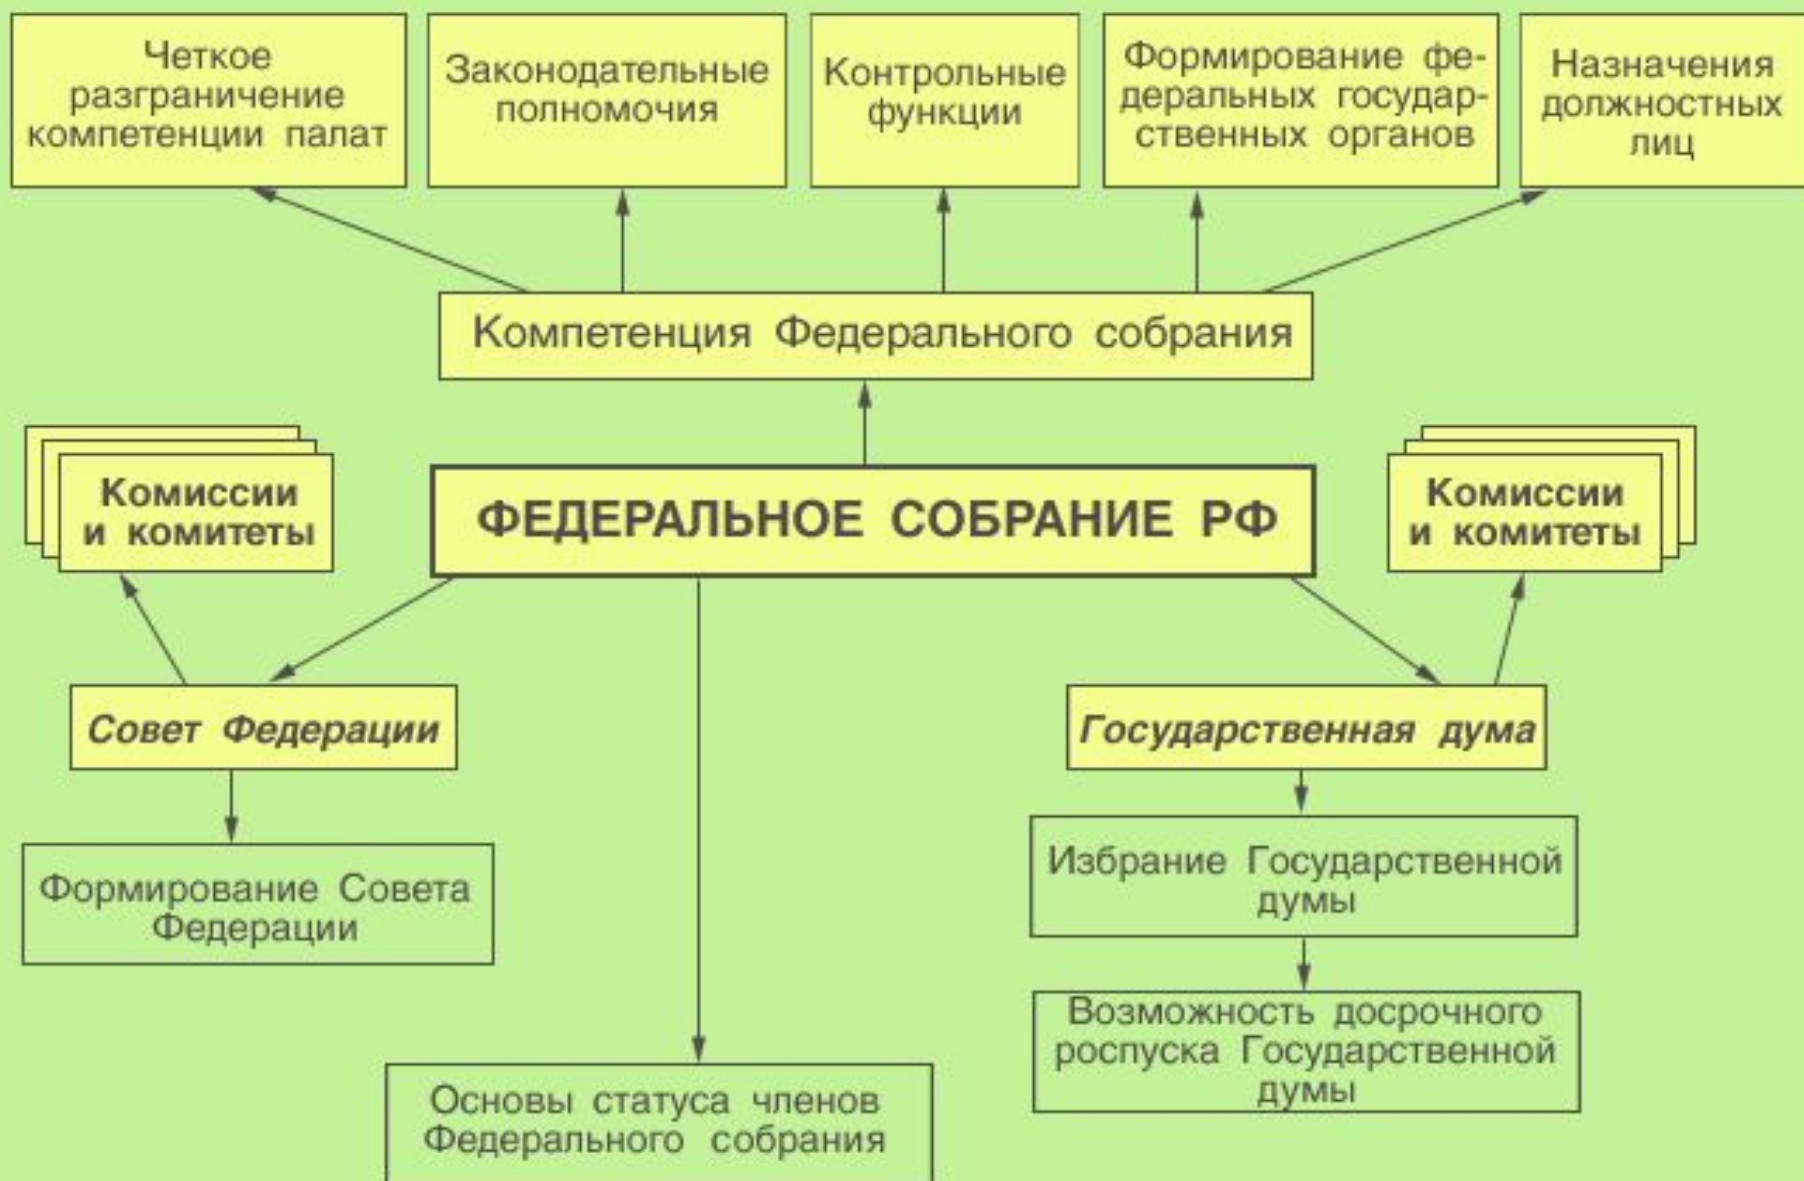 Четкое
разграничение
компетенции палат
Законодательные
полномочия
Контрольные
функции
Формирование фе-
деральных государ-
ственных органов
Назначения
должностных
лиц
Компетенция Федерального собрания
Комиссии
и комитеты
ФЕДЕРАЛЬНОЕ СОБРАНИЕ РФ
Комиссии
и комитеты
Совет Федерации
Государственная дума
Формирование Совета
Федерации
Избрание Государственной
думы
Возможность досрочного
роспуска Государственной
думы
Основы статуса членов
Федерального собрания